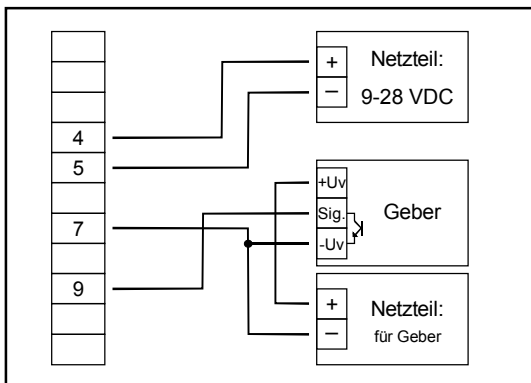 4
5
7
9
+
−
Netzteil:
9-28 VDC
+Uv
Sig.
-Uv
Geber
+
−
Netzteil:
für Geber